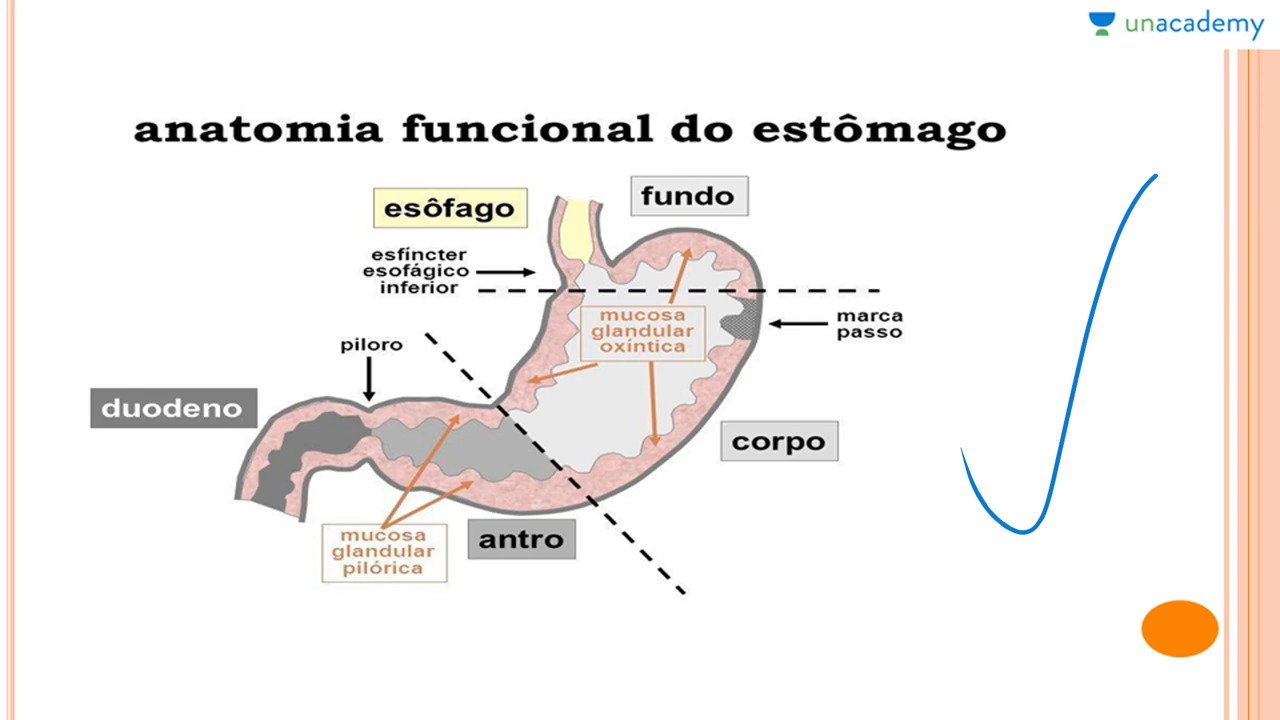 unacademy
anatomia funcional do estômago
esôfago
fundo
esfíncter
esofágico
inferior
mucosa
glandular
oxíntica
marca
passo
piloro
duodeno
corpo
mucosa
glandular
pilórica
antro